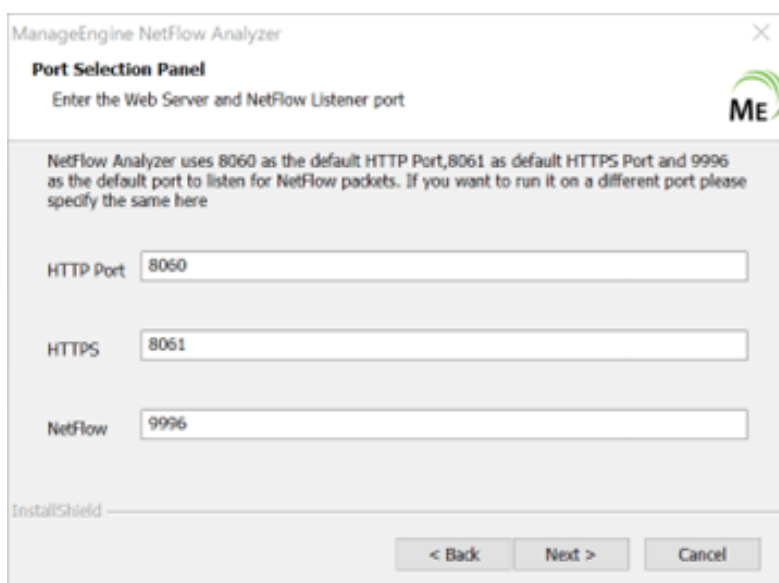 ManageEngine NetFlow Analyzer
Port Selection Panel
Enter the Web Server and NetFlow Listener port
ME
NetFlow Analyzer uses 8060 as the default HTTP Port,8061 as default HTTPS Port and 9996
as the default port to listen for NetFlow packets. If you want to run it on a different port please
specify the same here
HTTP Port 8060
HTTPS 8061
NetFlow 9996
InstallShield
< Back Next > Cancel